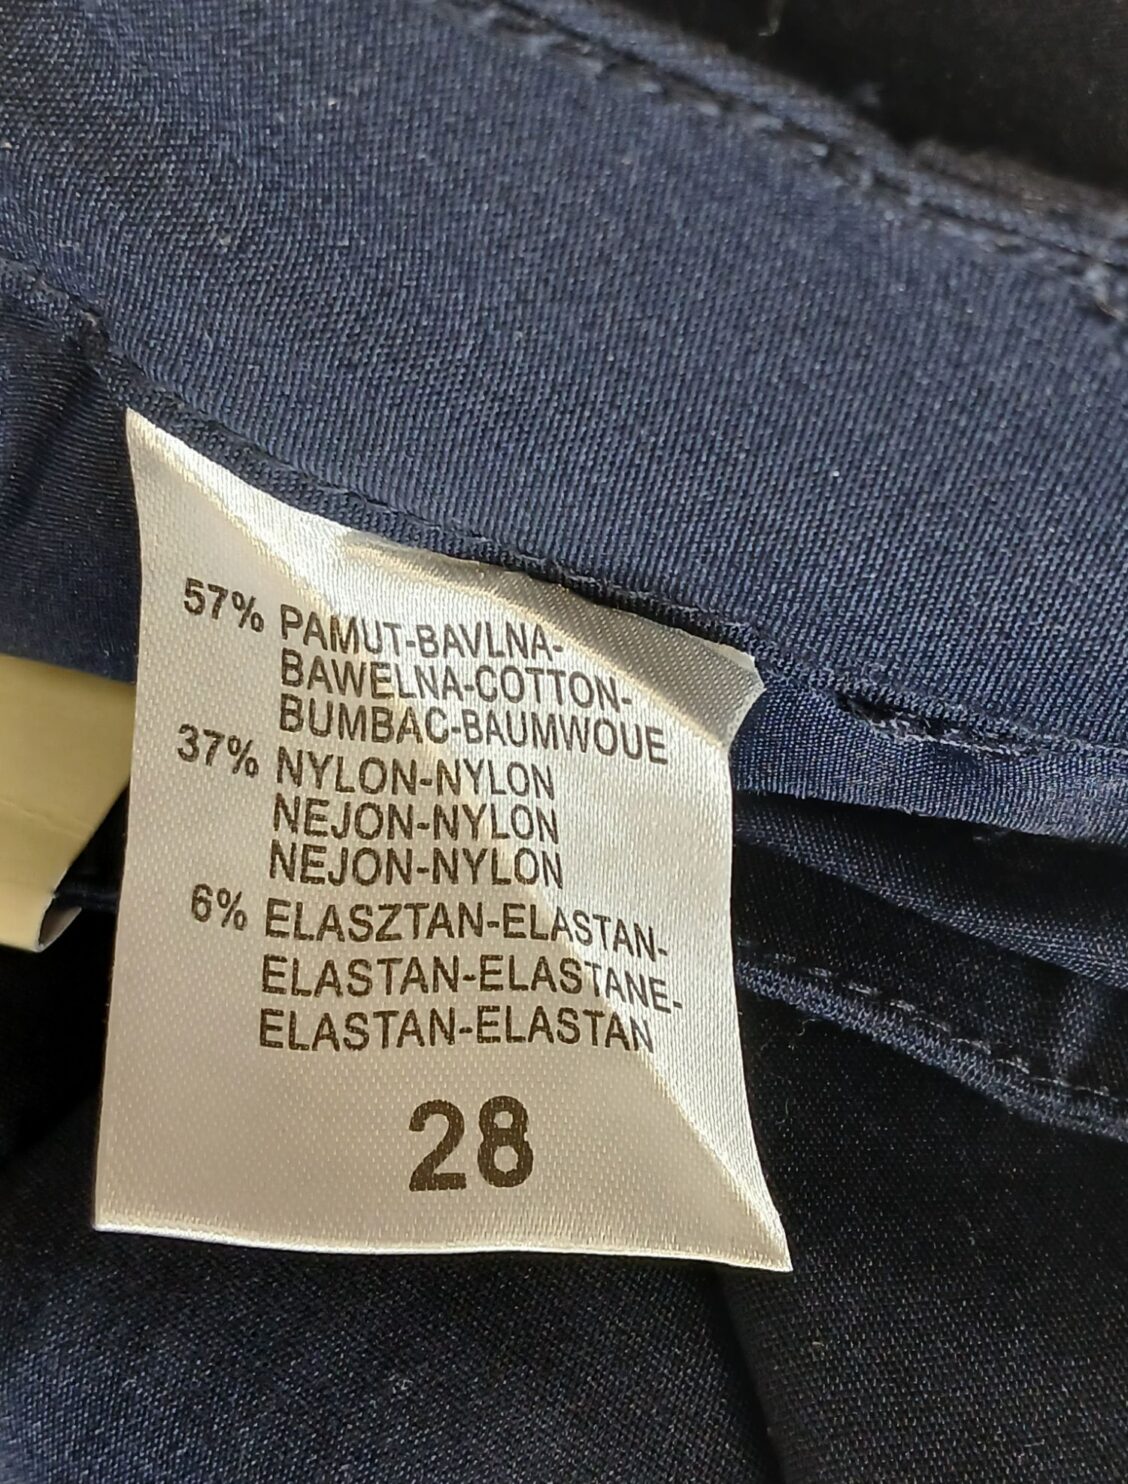 57% PAMUT-BAVLNA-
BAWELNA-COTTON-
BUMBAC-BAUMWOUE
37% NYLON-NYLON
NEJON-NYLON
NEJON-NYLON
6% ELASZTAN-ELASTAN-
ELASTAN-ELASTANE-
ELASTAN-ELASTAN
28